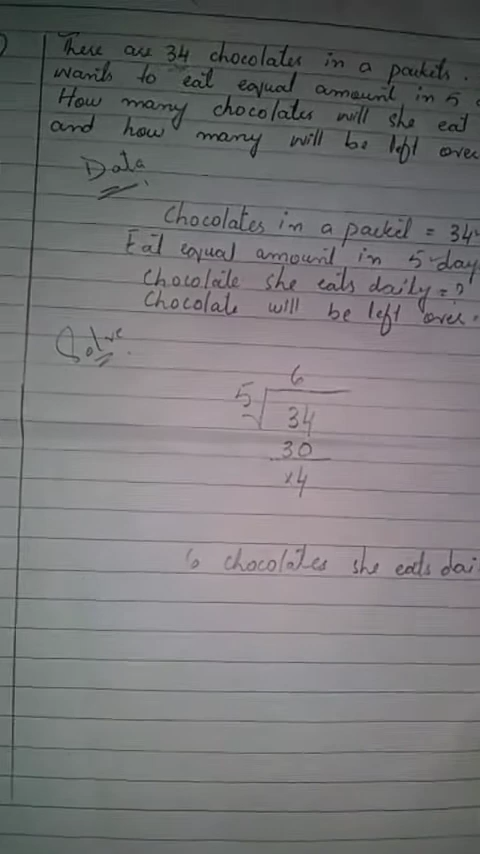 There are 34 chocolates in a packets.
wants to eat equal amount in 5
How many chocolates will she eat
and how many will be left over
Data
Chocolates in a packet = 34
Eat equal amount in 5 day
Chocolate she eats daily = ?
Chocolate will be left over.
Solve
6
5 34
30
×4
6 chocolates she eats dai